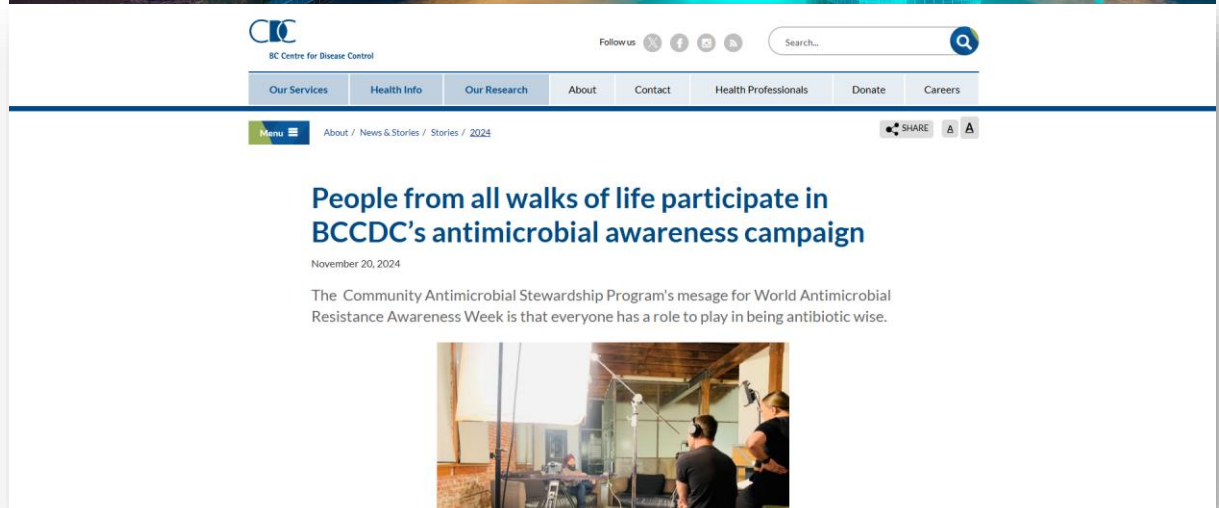 CDC
BC Centre for Disease Control
Follow us
Search...
Our Services Health Info Our Research About Contact Health Professionals Donate Careers
Menu About / News & Stories / Stories / 2024 SHARE A A
People from all walks of life participate in
BCCDC's antimicrobial awareness campaign
November 20, 2024
The Community Antimicrobial Stewardship Program's mesage for World Antimicrobial
Resistance Awareness Week is that everyone has a role to play in being antibiotic wise.